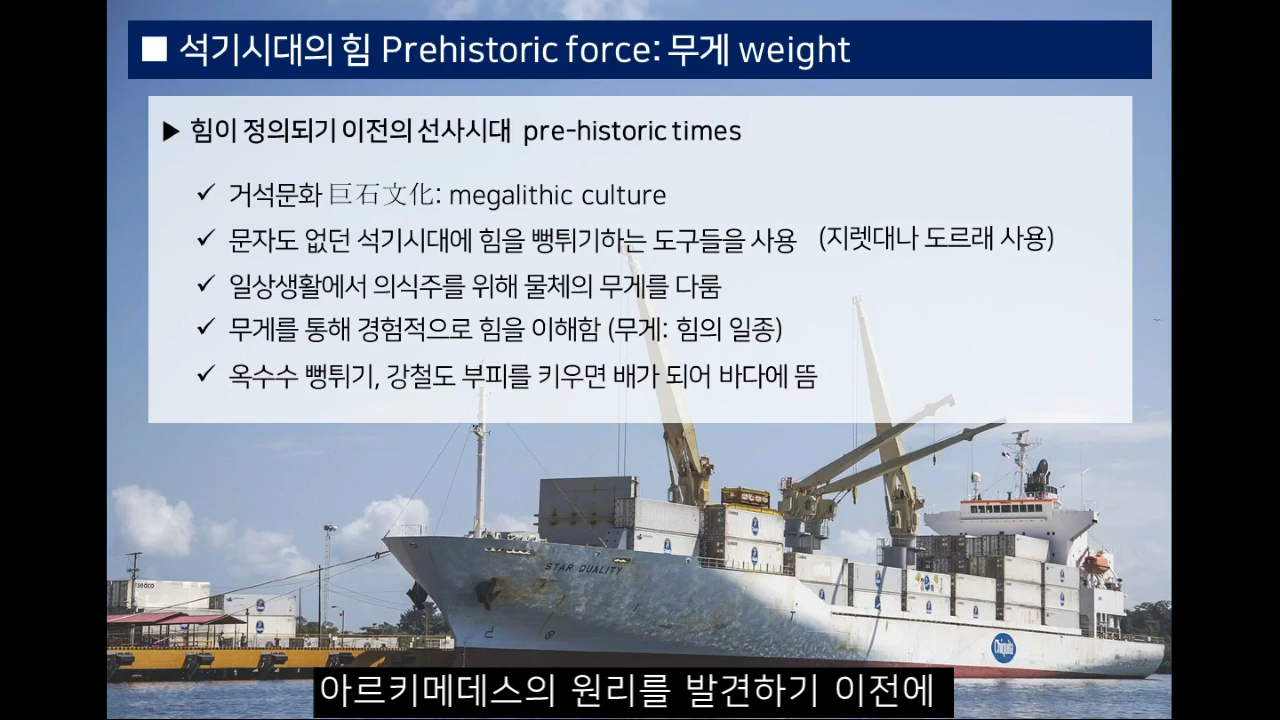 ■ 석기시대의 힘 Prehistoric force: 무게 weight
▶ 힘이 정의되기 이전의 선사시대 pre-historic times
✓ 거석문화 巨石文化: megalithic culture
✓ 문자도 없던 석기시대에 힘을 뻥튀기하는 도구들을 사용 (지렛대나 도르래 사용)
✓ 일상생활에서 의식주를 위해 물체의 무게를 다룸
✓ 무게를 통해 경험적으로 힘을 이해함 (무게: 힘의 일종)
✓ 옥수수 뻥튀기, 강철도 부피를 키우면 배가 되어 바다에 뜸
STAR QUALITY
seaco
Chiquita
아르키메데스의 원리를 발견하기 이전에